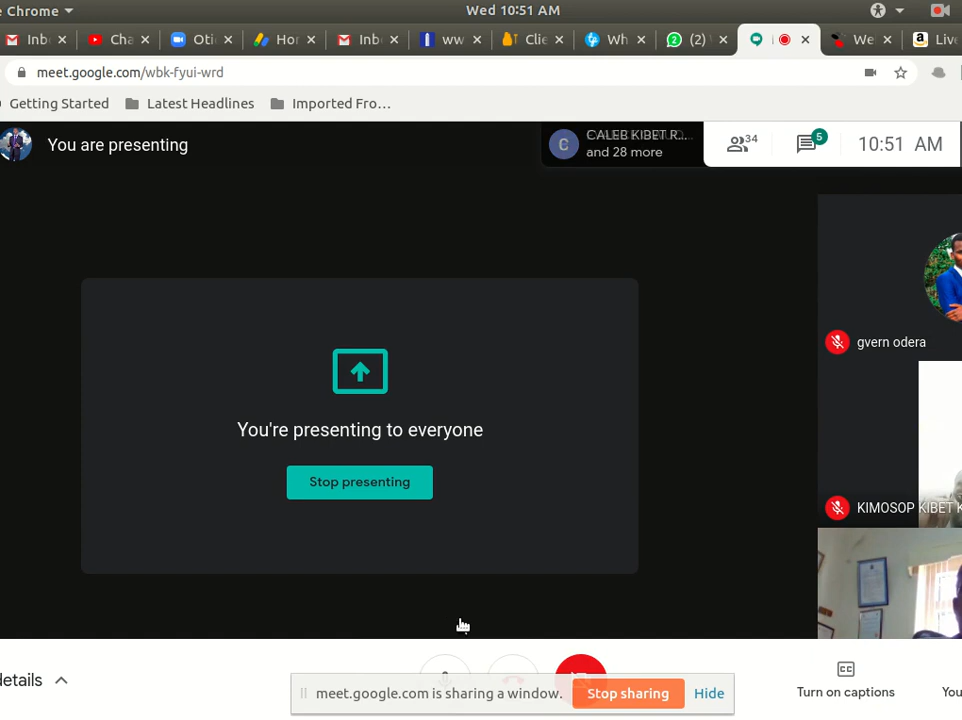 e Chrome
Wed 10:51 AM
Inb
Cha
Otic
Hor
Inb
ww
Clie
Wh
(2)
We
Live
meet.google.com/wbk-fyui-wrd
Getting Started
Latest Headlines
Imported Fro...
You are presenting
C
CALEB KIBET R...
and 28 more
34
5
10:51 AM
You're presenting to everyone
Stop presenting
gvern odera
KIMOSOP KIBET K
details
meet.google.com is sharing a window.
Stop sharing
Hide
CC
Turn on captions
You